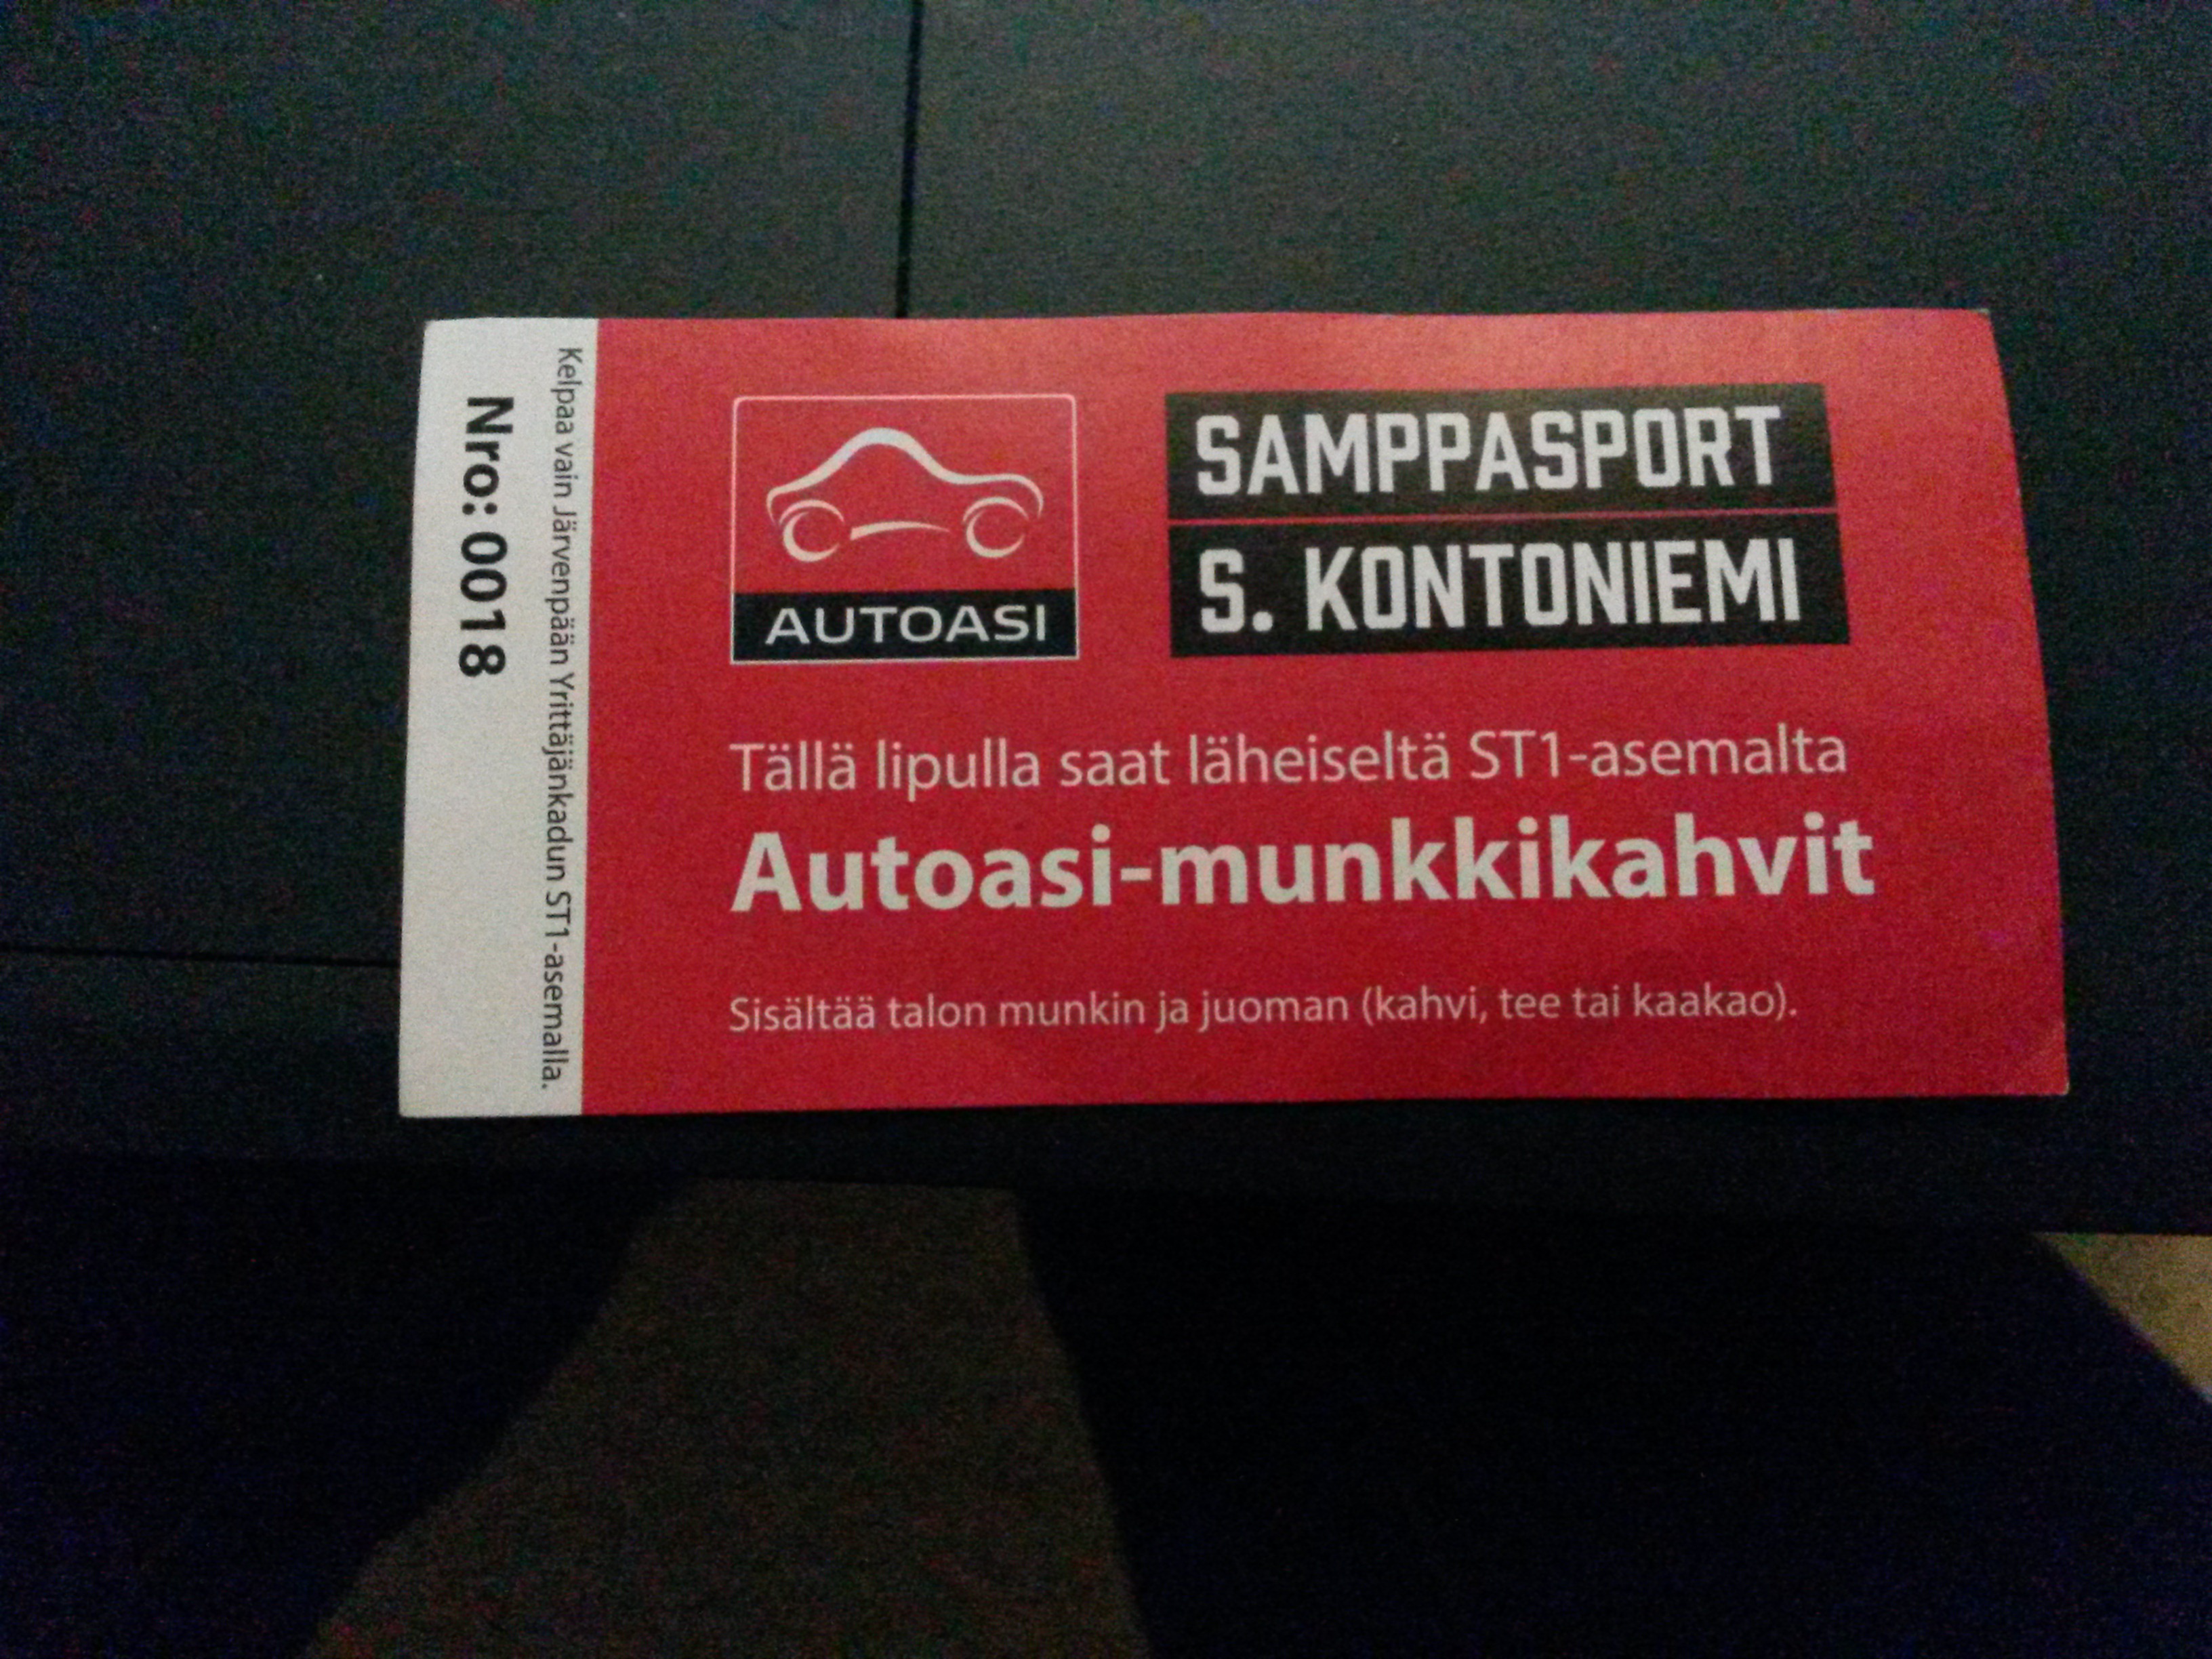 Nro: 0018
Kelpaa vain Järvenpään Yrittäjänkadun ST1-asemalla.
AUTOASI
SAMPPASPORT
S. KONTONIEMI
Tällä lipulla saat läheiseltä ST1-asemalta
Autoasi-munkkikahvit
Sisältää talon munkin ja juoman (kahvi, tee tai kaakao).